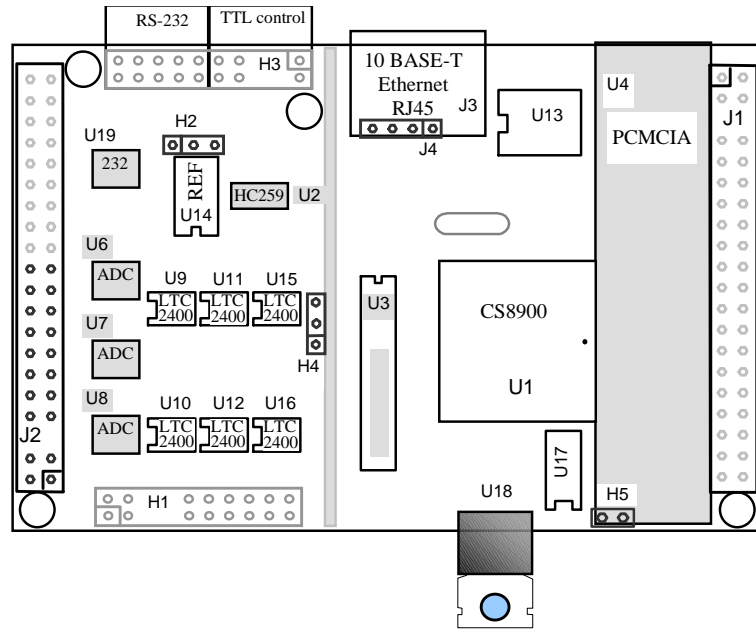 RS-232
TTL control
H3
10 BASE-T
Ethernet
RJ45
J3
J4
U13
U4
PCMCIA
J1
U19
232
H2
REF
U14
HC259
U2
U6
ADC
U9
LTC
2400
U11
LTC
2400
U15
LTC
2400
U7
ADC
H4
U3
CS8900
U1
U8
ADC
U10
LTC
2400
U12
LTC
2400
U16
LTC
2400
J2
H1
U17
U18
H5